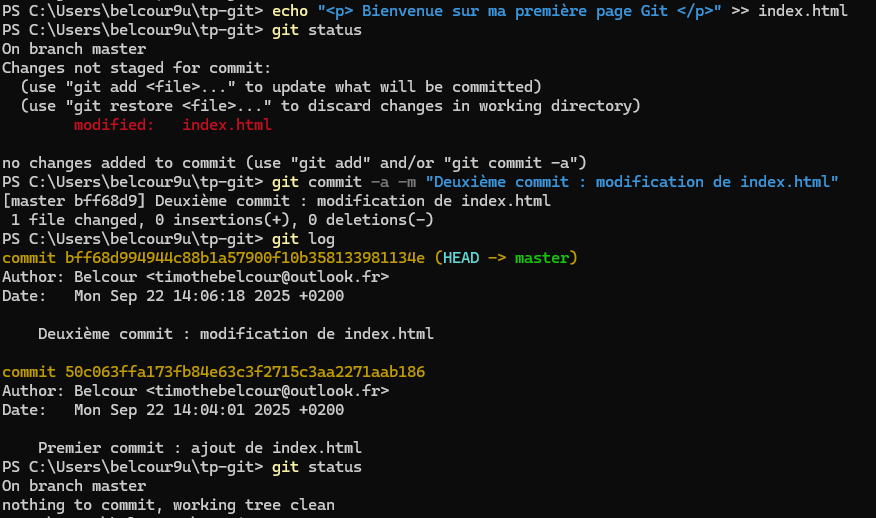 PS C:\Users\belcour9u\tp-git> echo "<p> Bienvenue sur ma première page Git </p>" >> index.html
PS C:\Users\belcour9u\tp-git> git status
On branch master
Changes not staged for commit:
  (use "git add <file>..." to update what will be committed)
  (use "git restore <file>..." to discard changes in working directory)
        modified:   index.html

no changes added to commit (use "git add" and/or "git commit -a")
PS C:\Users\belcour9u\tp-git> git commit -a -m "Deuxième commit : modification de index.html"
[master bff68d9] Deuxième commit : modification de index.html
 1 file changed, 0 insertions(+), 0 deletions(-)
PS C:\Users\belcour9u\tp-git> git log
commit bff68d994944c88b1a57900f10b358133981134e (HEAD -> master)
Author: Belcour <timothebelcour@outlook.fr>
Date:   Mon Sep 22 14:06:18 2025 +0200

    Deuxième commit : modification de index.html

commit 50c063ffa173fb84e63c3f2715c3aa2271aab186
Author: Belcour <timothebelcour@outlook.fr>
Date:   Mon Sep 22 14:04:01 2025 +0200

    Premier commit : ajout de index.html
PS C:\Users\belcour9u\tp-git> git status
On branch master
nothing to commit, working tree clean